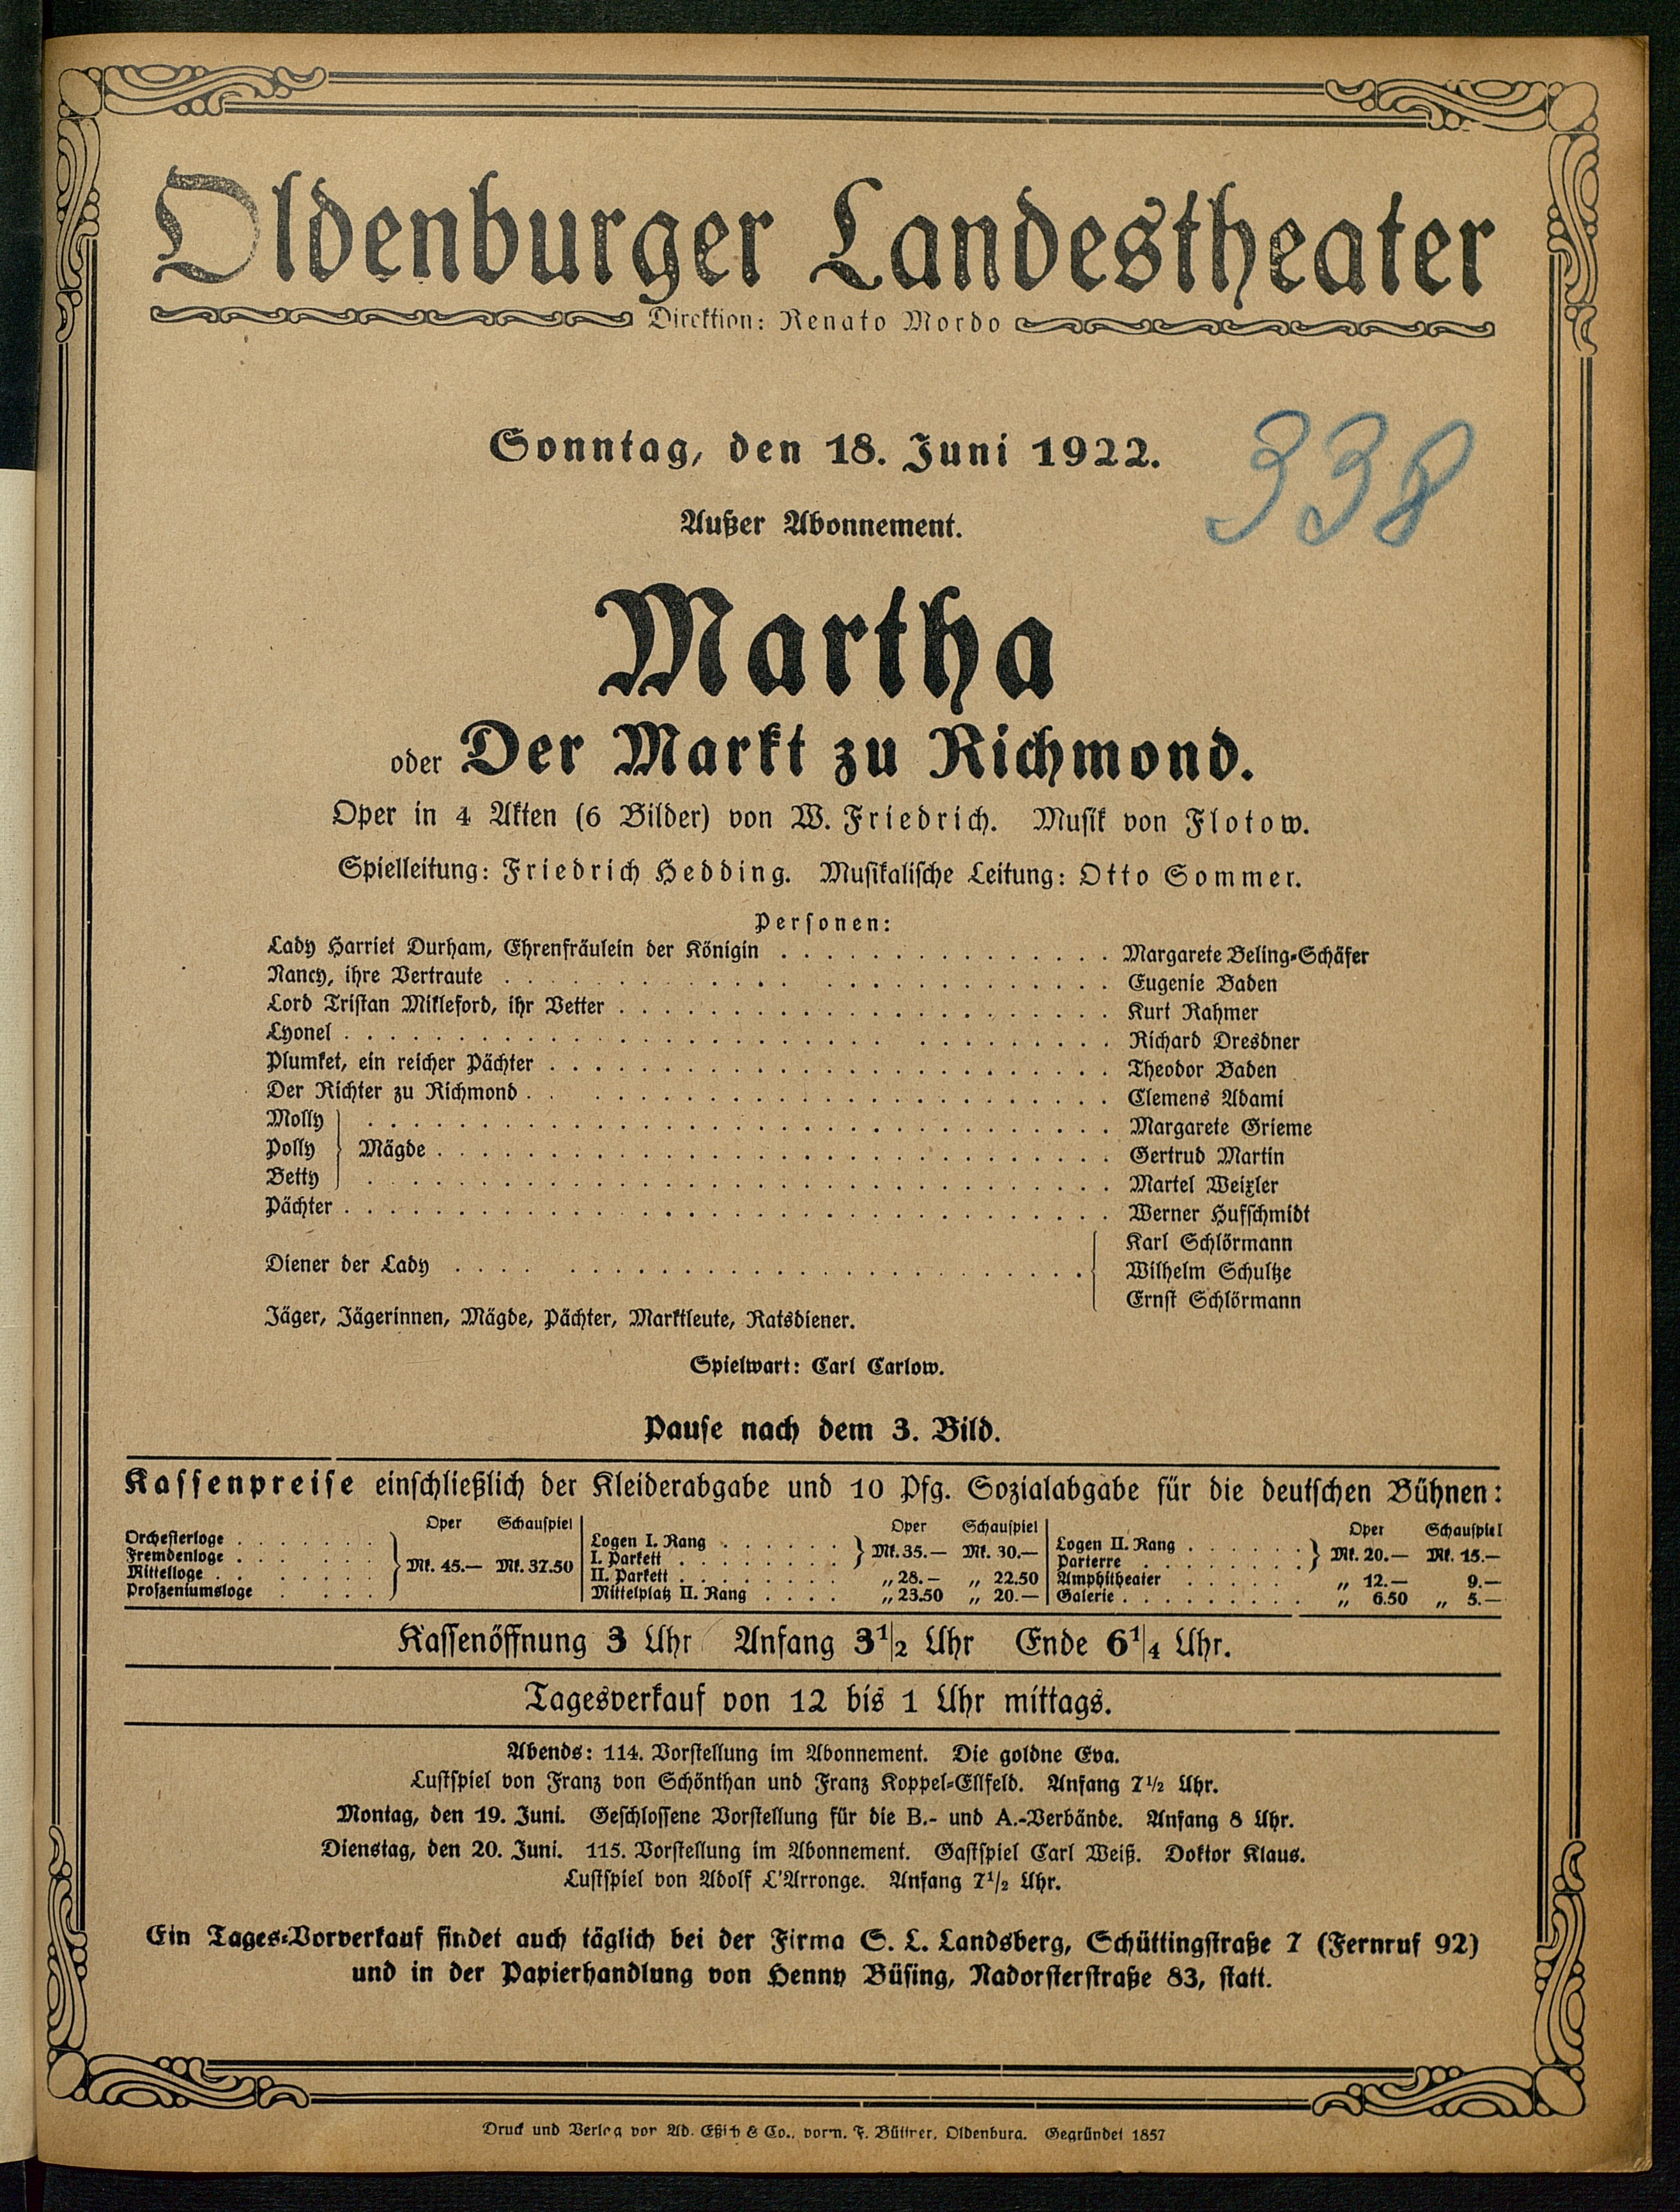 Oldenburger Landestheater
Direktion: Renato Mordo
Sonntag, den 18. Juni 1922.
338
Außer Abonnement.
Martha
oder Der Markt zu Richmond.
Oper in 4 Akten (6 Bilder) von W. Friedrich. Musik von Flotow.
Spielleitung: Friedrich Hedding. Musikalische Leitung: Otto Sommer.
Personen:
Lady Harriet Durham, Ehrenfräulein der Königin . . . . . . . . . . . . . . . Margarete Beling-Schäfer
Nancy, ihre Vertraute . . . . . . . . . . . . . . . Eugenie Baden
Lord Tristan Mikleford, ihr Vetter . . . . . . . . . . . . . . . Kurt Rahmer
Lyonel . . . . . . . . . . . . . . . Richard Dresdner
Plumket, ein reicher Pächter . . . . . . . . . . . . . . . Theodor Baden
Der Richter zu Richmond . . . . . . . . . . . . . . . Clemens Adami
Molly . . . . . . . . . . . . . . . Margarete Grieme
Polly } Mägde . . . . . . . . . . . . . . . Gertrud Martin
Betty . . . . . . . . . . . . . . . Martel Weixler
Pächter . . . . . . . . . . . . . . . Werner Hufschmidt
Karl Schlörmann
Diener der Lady . . . . . . . . . . . . . . . { Wilhelm Schultze
Ernst Schlörmann
Jäger, Jägerinnen, Mägde, Pächter, Marktleute, Ratsdiener.
Spielwart: Carl Carlow.
Pause nach dem 3. Bild.
Kassenpreise einschließlich der Kleiderabgabe und 10 Pfg. Sozialabgabe für die deutschen Bühnen:
Oper Schauspiel
Orchesterloge
Fremdenloge
Mittelloge
Proszeniumsloge
} Mk. 45.— Mk. 37.50
Oper Schauspiel
Logen I. Rang
I. Parkett
} Mk. 35.— Mk. 30.—
II. Parkett „ 28.— „ 22.50
Mittelplatz II. Rang „ 23.50 „ 20.—
Oper Schauspiel
Logen II. Rang
Parterre
} Mk. 20.— Mk. 15.—
Amphitheater „ 12.— 9.—
Galerie „ 6.50 „ 5.—
Kassenöffnung 3 Uhr Anfang 3 1/2 Uhr Ende 6 1/4 Uhr.
Tagesverkauf von 12 bis 1 Uhr mittags.
Abends: 114. Vorstellung im Abonnement. Die goldne Eva.
Lustspiel von Franz von Schönthan und Franz Koppel-Ellfeld. Anfang 7 1/2 Uhr.
Montag, den 19. Juni. Geschlossene Vorstellung für die B.- und A.-Verbände. Anfang 8 Uhr.
Dienstag, den 20. Juni. 115. Vorstellung im Abonnement. Gastspiel Carl Weiß. Doktor Klaus.
Lustspiel von Adolf L'Arronge. Anfang 7 1/2 Uhr.
Ein Tages-Vorverkauf findet auch täglich bei der Firma S. L. Landsberg, Schüttingstraße 7 (Fernruf 92)
und in der Papierhandlung von Henny Büsing, Nadorsterstraße 83, statt.
Druck und Verlag von Ad. & Co., vorm. F. Büttner, Oldenburg. Gegründet 1857